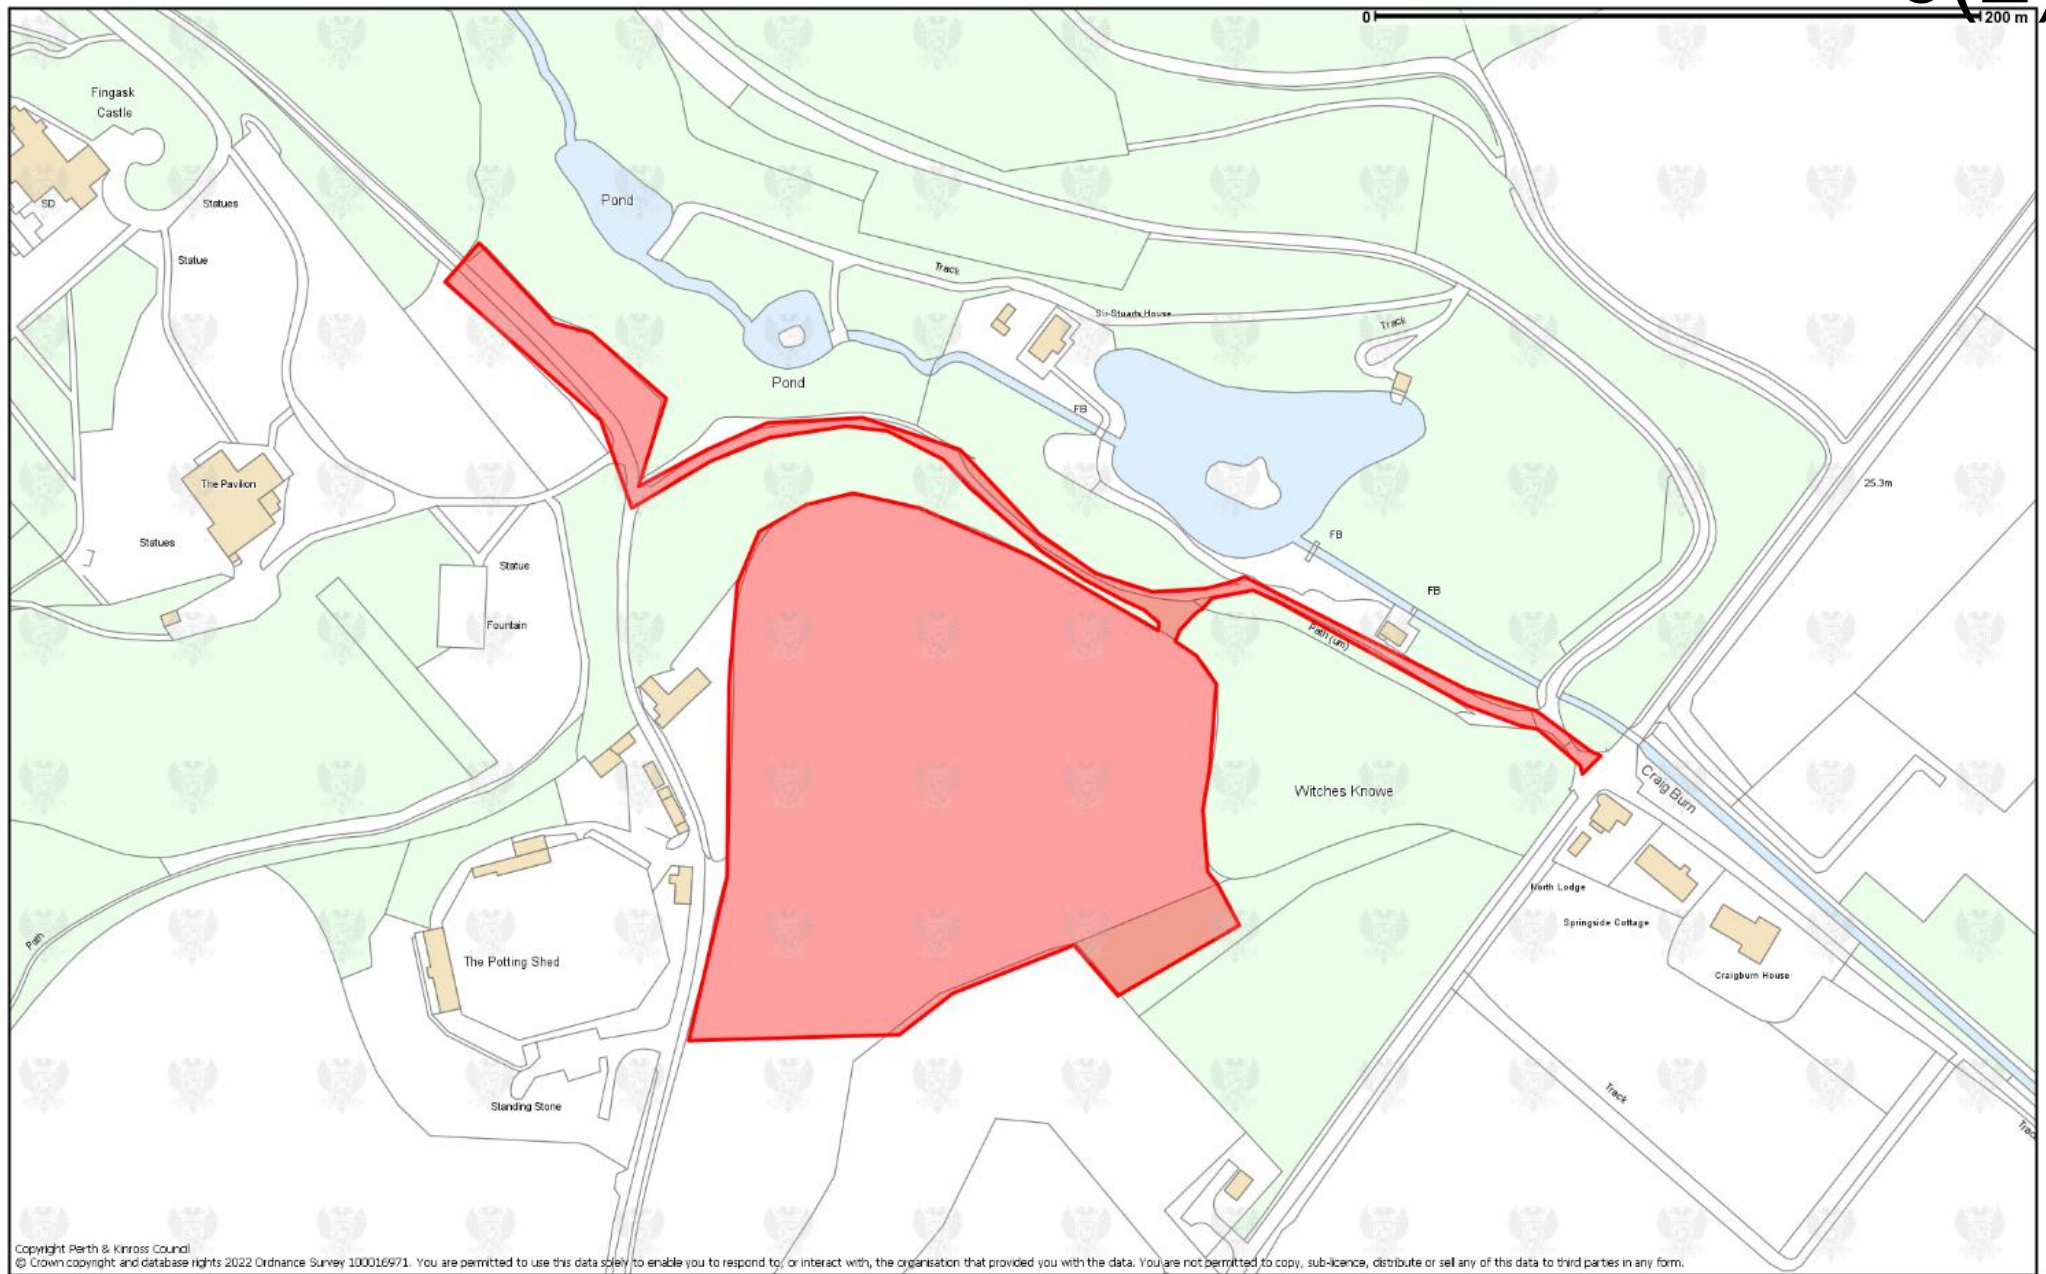 0
200 m
Fingask
Castle
SD
Statues
Pond
Statue
Track
Sir Stuarts House
Track
Pond
FB
The Pavilion
25.3m
FB
Statues
Statue
FB
Fountain
Path (um)
Craig Burn
Witches Knowe
North Lodge
Springside Cottage
Path
The Potting Shed
Craigburn House
Track
Standing Stone
Track
Copyright Perth & Kinross Council
© Crown copyright and database rights 2022 Ordnance Survey 100016971. You are permitted to use this data solely to enable you to respond to, or interact with, the organisation that provided you with the data. You are not permitted to copy, sub-licence, distribute or sell any of this data to third parties in any form.